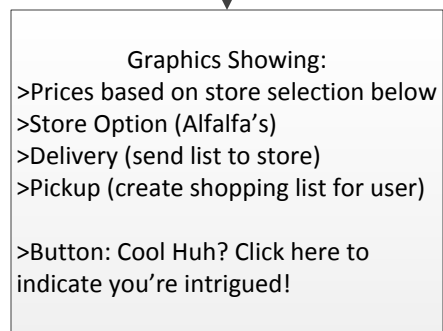 Graphics Showing:
>Prices based on store selection below
>Store Option (Alfalfa’s)
>Delivery (send list to store)
>Pickup (create shopping list for user)
>Button: Cool Huh? Click here to
indicate you’re intrigued!